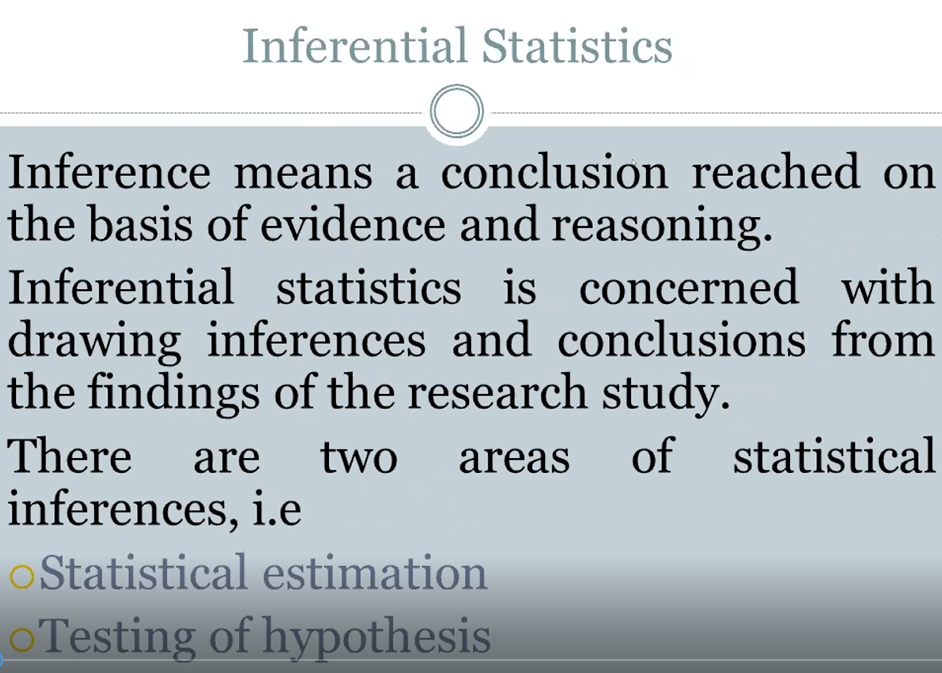 Inferential Statistics
Inference means a conclusion reached on
the basis of evidence and reasoning.
Inferential statistics is concerned with
drawing inferences and conclusions from
the findings of the research study.
There are two areas of statistical
inferences, i.e
Statistical estimation
Testing of hypothesis